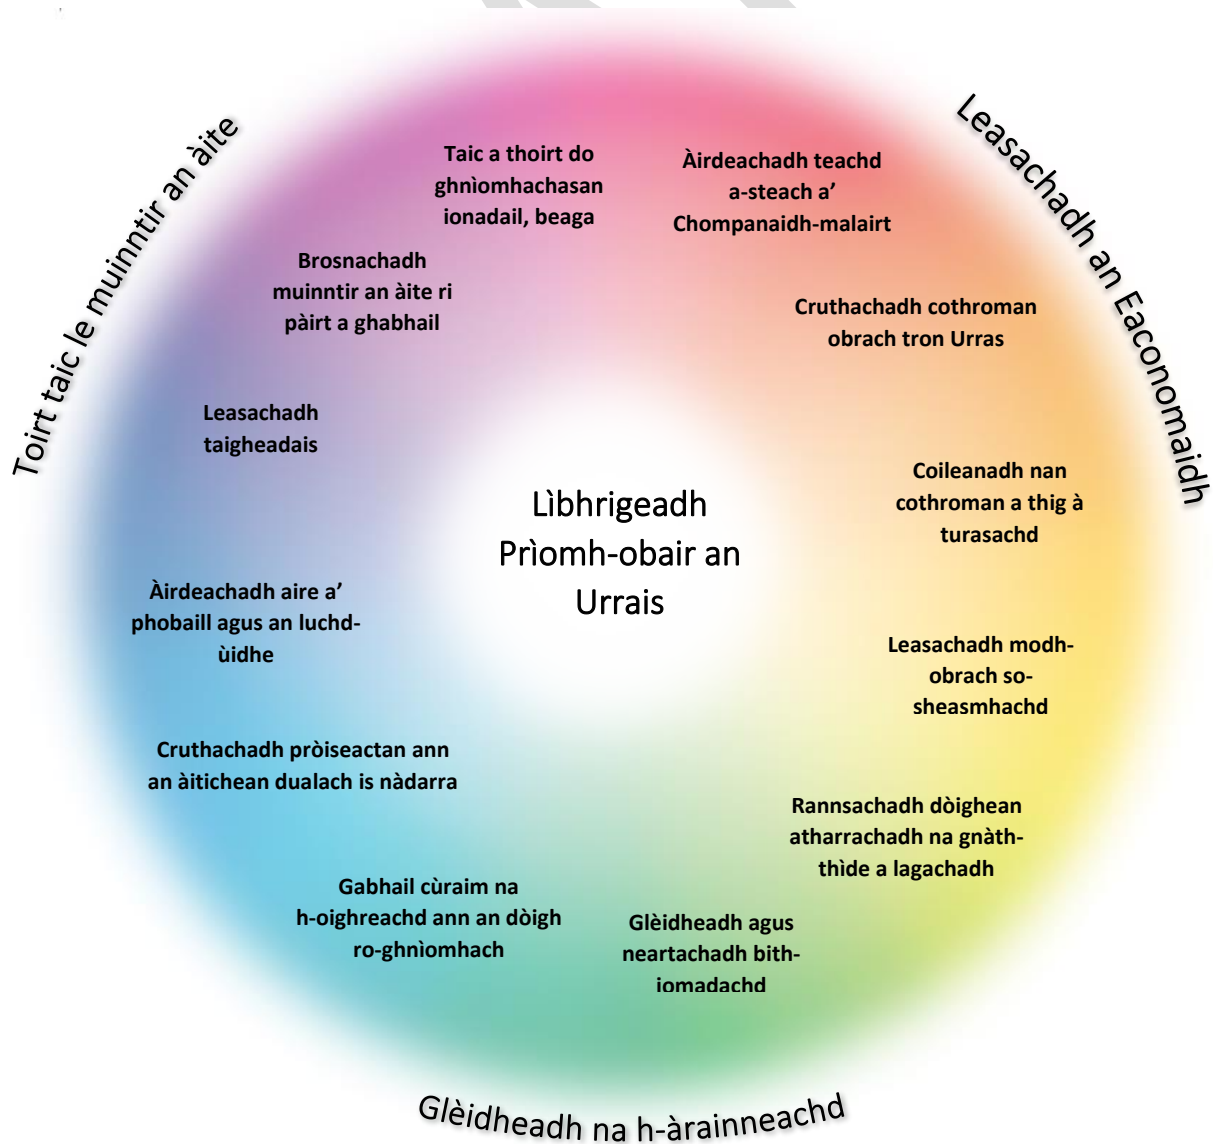 Toirt taic le muinntir an àite
Leasachadh an Eaconomaidh
Taic a thoirt do
ghnìomhachasan
ionadail, beaga
Àirdeachadh teachd
a-steach a’
Chompanaidh-malairt
Brosnachadh
muinntir an àite ri
pàirt a ghabhail
Cruthachadh cothroman
obrach tron Urras
Leasachadh
taigheadais
Coileanadh nan
cothroman a thig à
turasachd
Lìbhrigeadh
Prìomh-obair an
Urrais
Àirdeachadh aire a’
phobaill agus an luchd-
ùidhe
Leasachadh modh-
obrach so-
sheasmhachd
Cruthachadh pròiseactan ann
an àitichean dualach is nàdarra
Rannsachadh dòighean
atharrachadh na gnàth-
thìde a lagachadh
Gabhail cùraim na
h-oighreachd ann an dòigh
ro-ghnìomhach
Glèidheadh agus
neartachadh bith-
iomadachd
Glèidheadh na h-àrainneachd